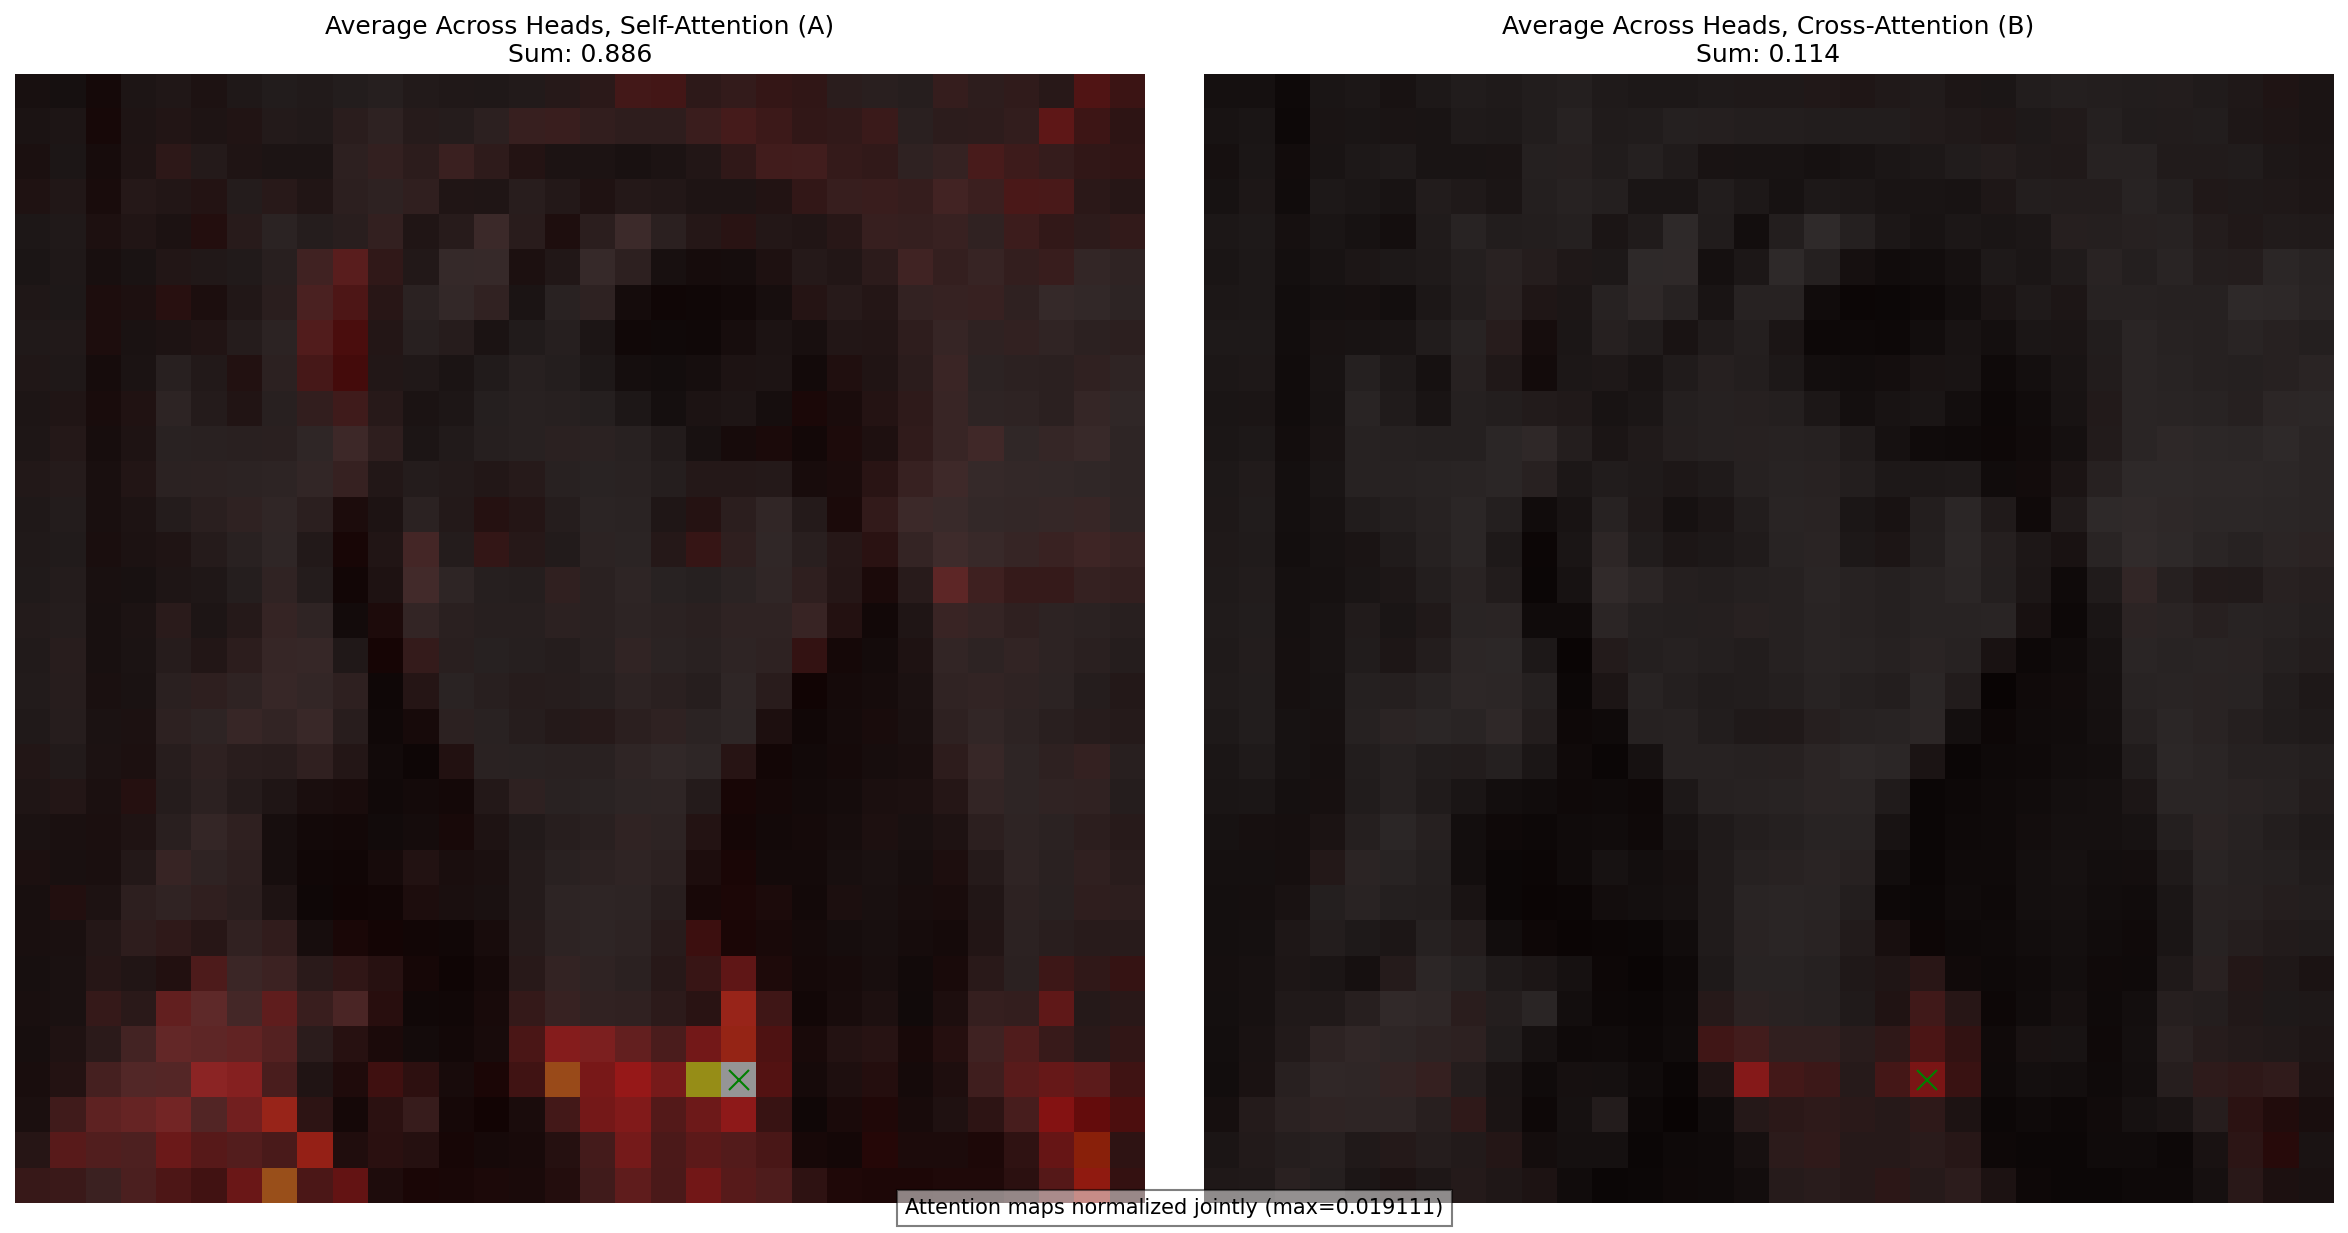 Average Across Heads, Self-Attention (A)
Sum: 0.886
Average Across Heads, Cross-Attention (B)
Sum: 0.114
Attention maps normalized jointly (max=0.019111)